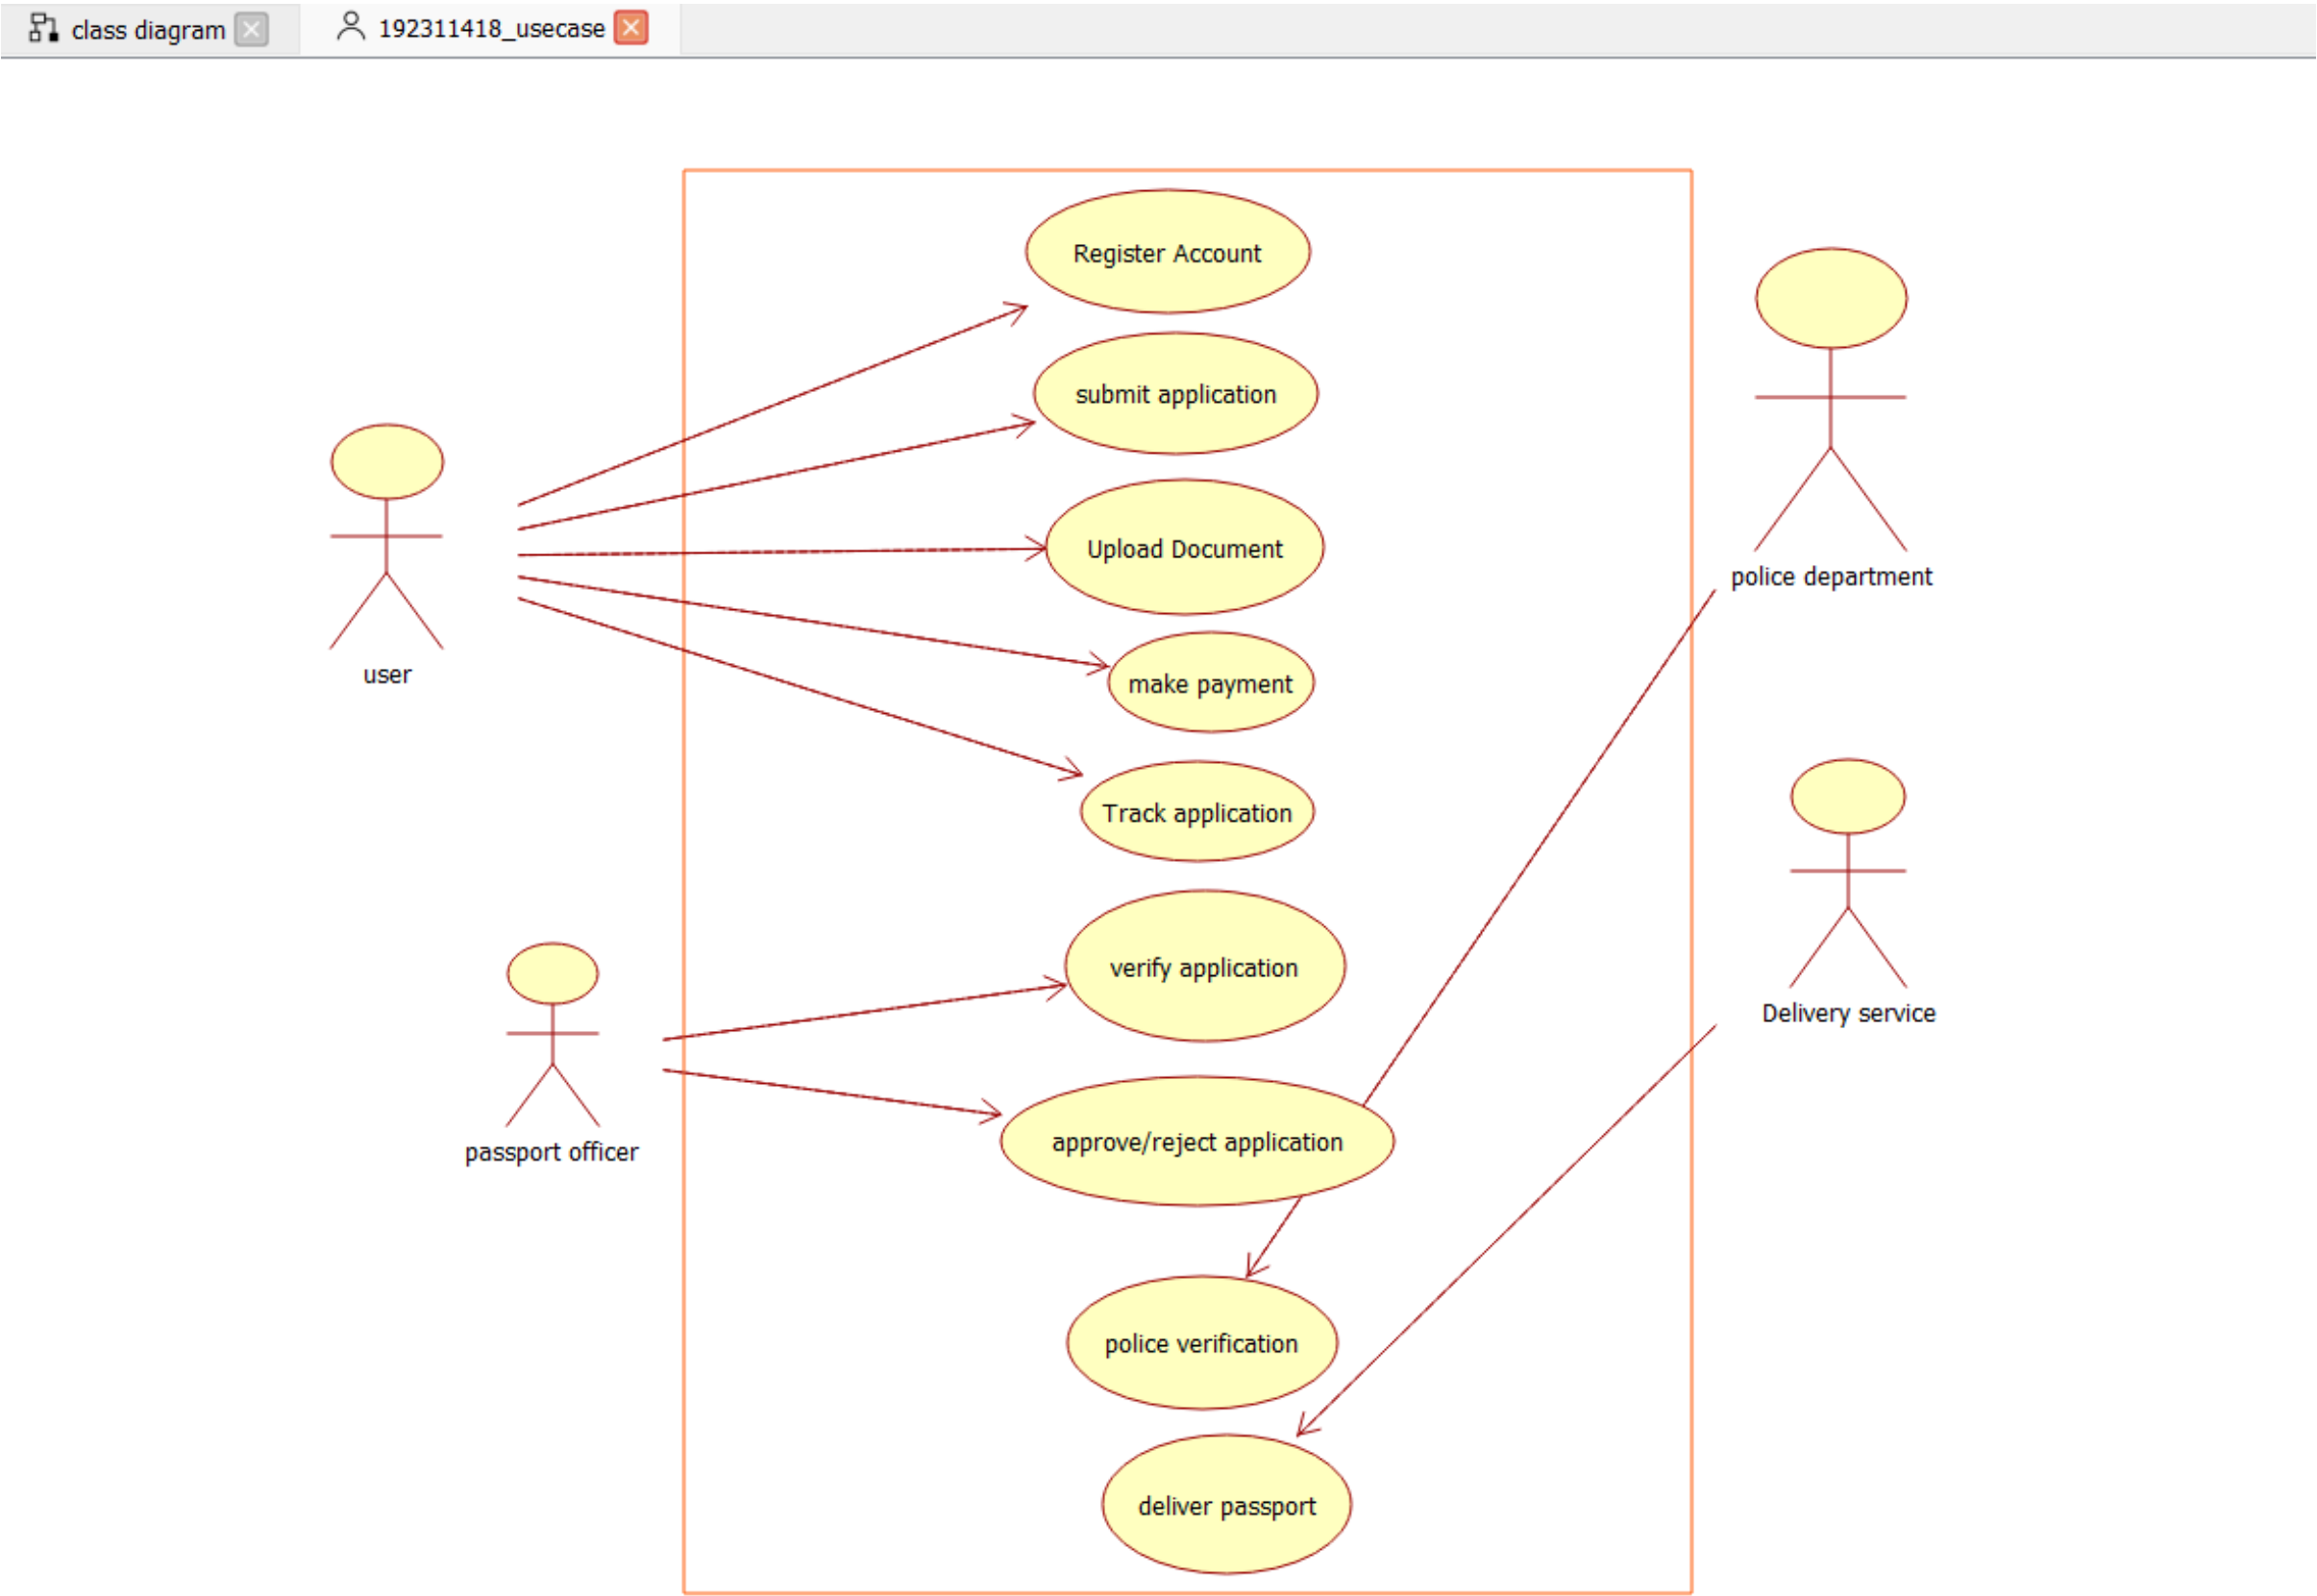 class diagram
192311418_usecase
Register Account
submit application
Upload Document
police department
user
make payment
Track application
verify application
Delivery service
passport officer
approve/reject application
police verification
deliver passport